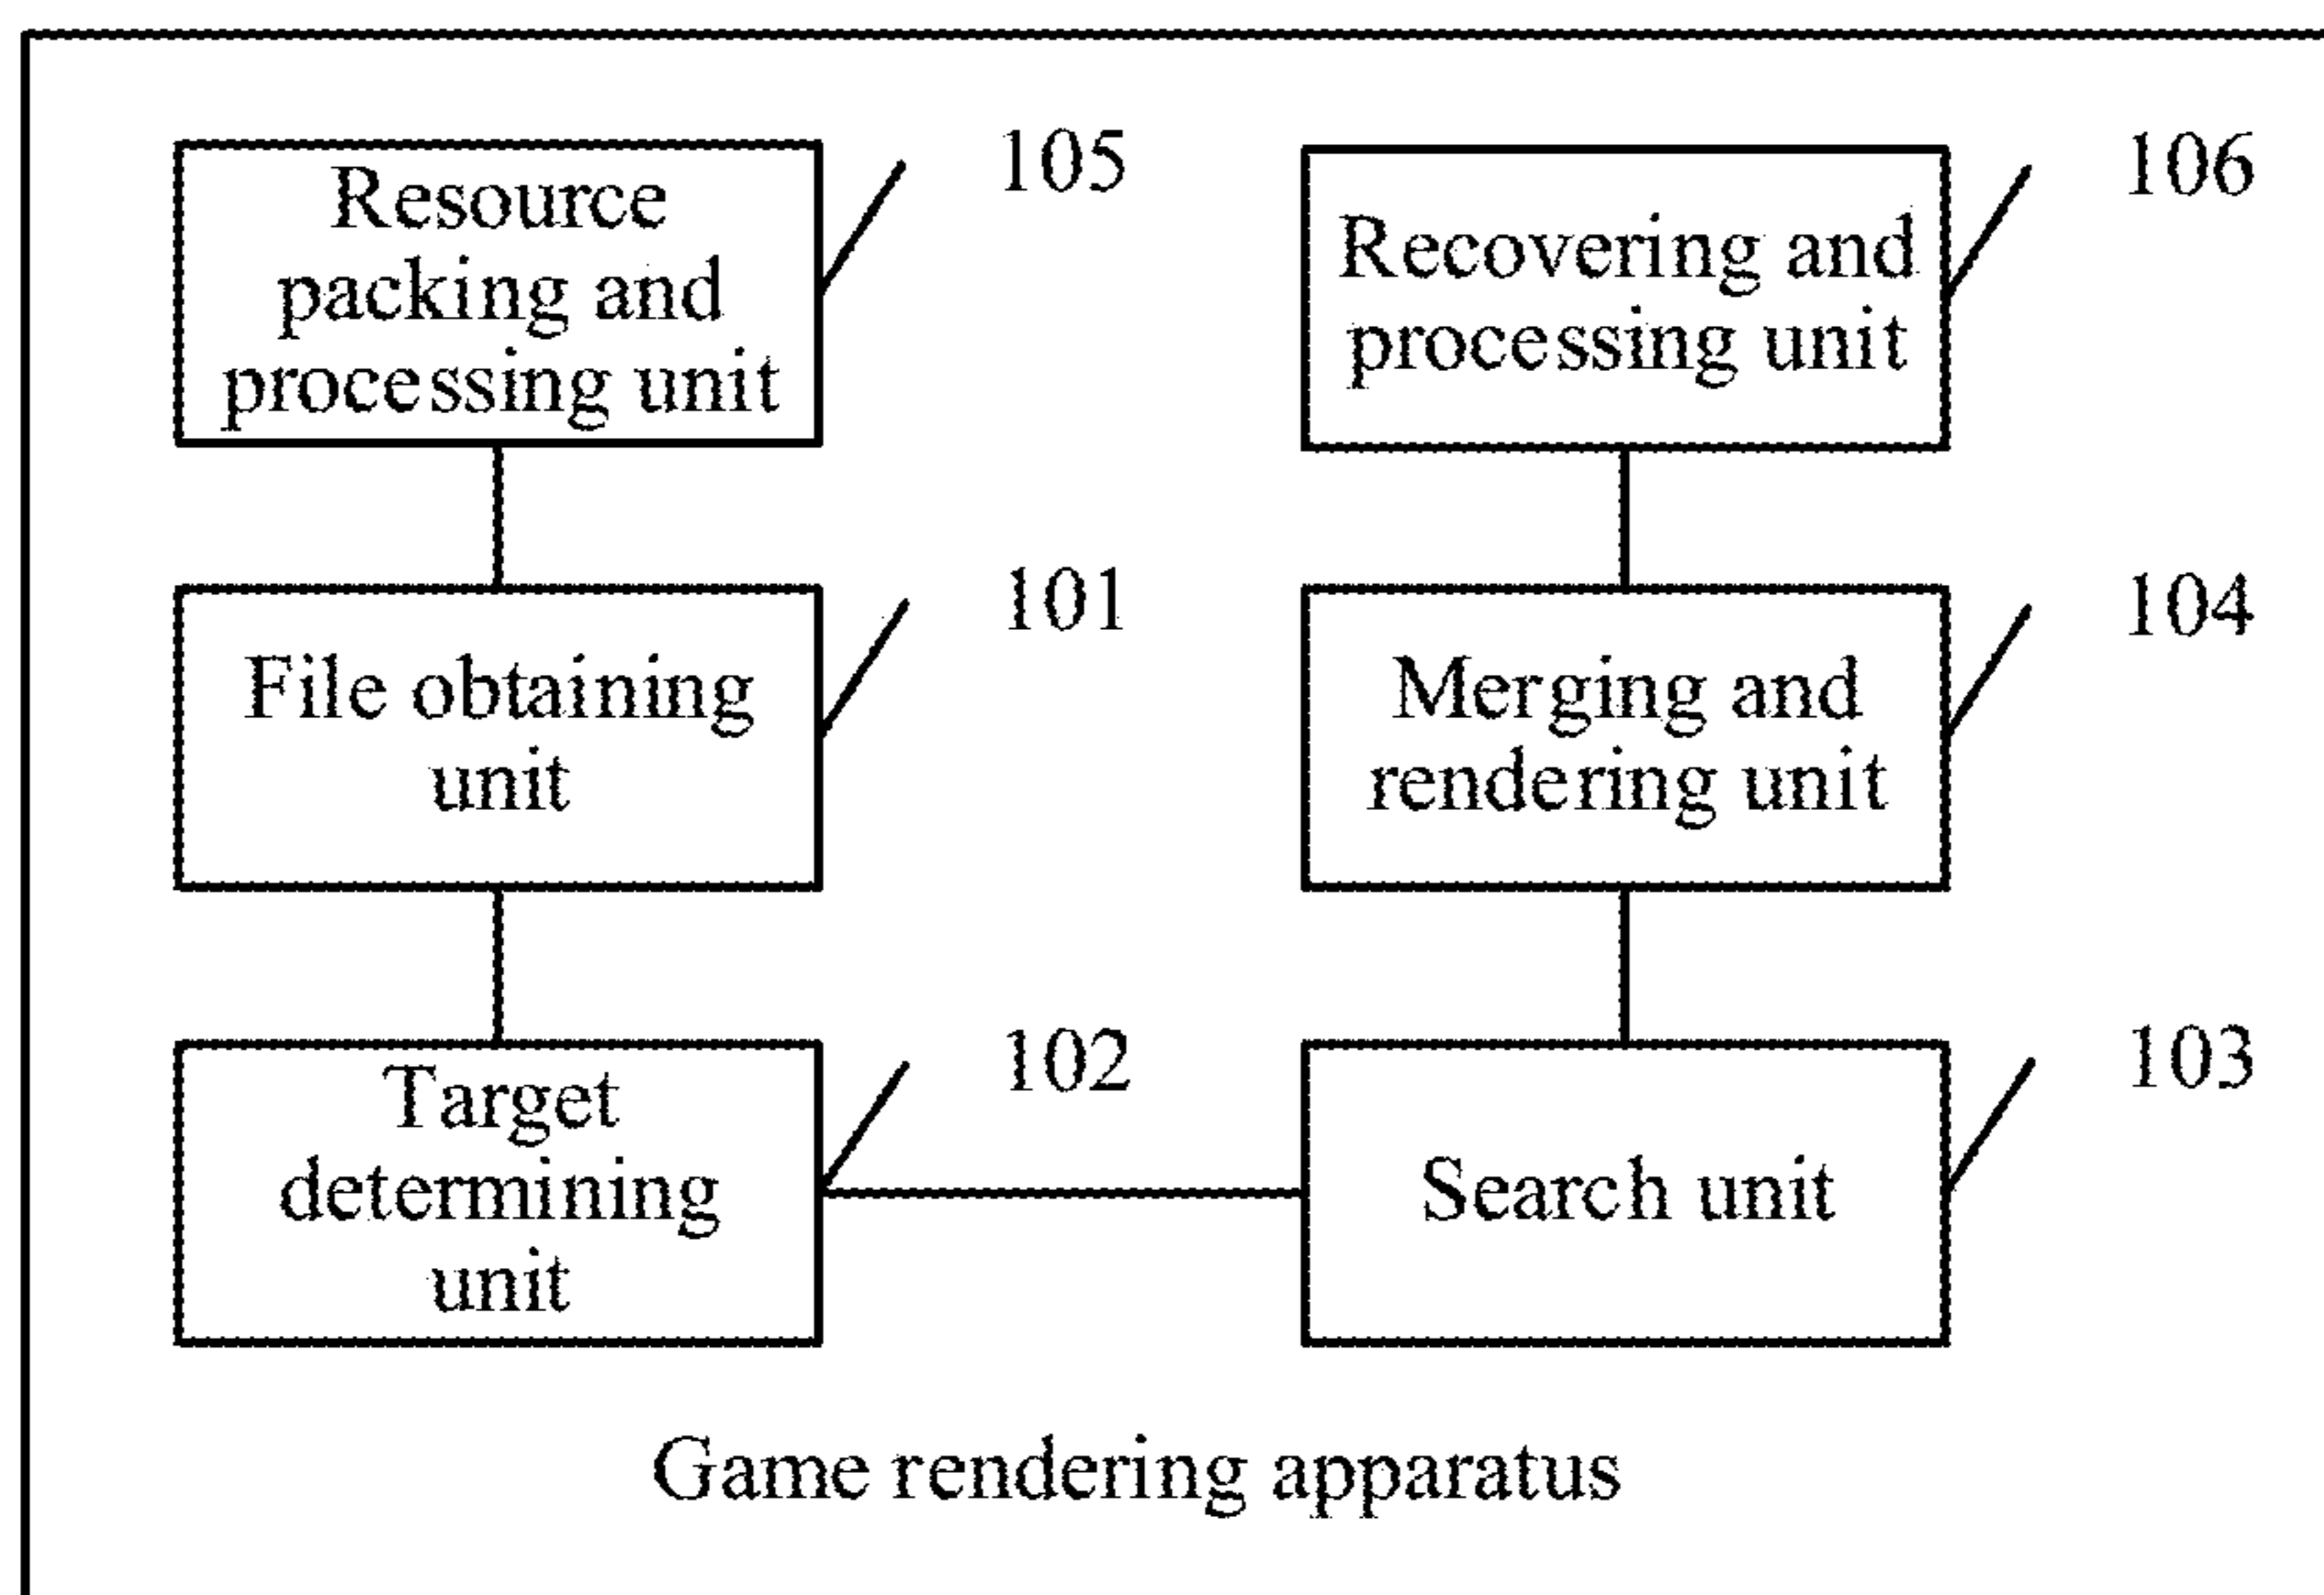 Resource
packing and
processing unit
105
Recovering and
processing unit
106
File obtaining
unit
101
Merging and
rendering unit
104
Target
determining
unit
102
Search unit
103
Game rendering apparatus